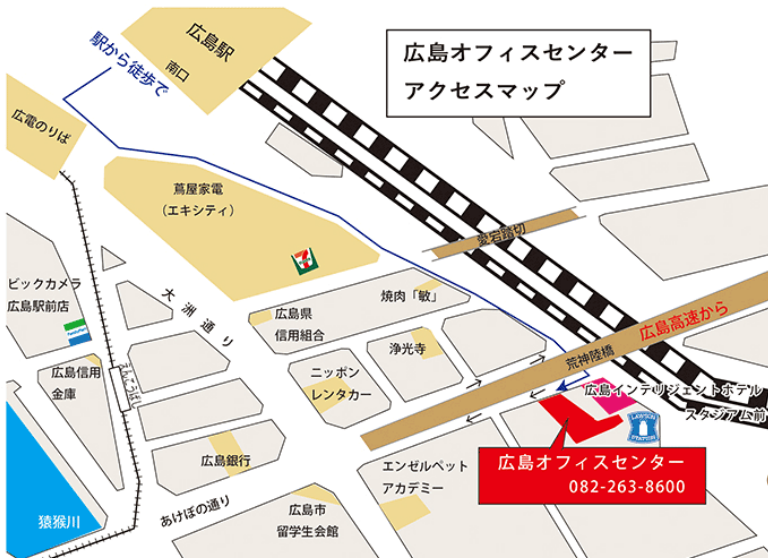 広島駅
南口
駅から徒歩で
広島オフィスセンター
アクセスマップ
広電のりば
蔦屋家電
(エキシティ)
愛宕踏切
ビックカメラ
広島駅前店
FamilyMart
大洲通り
広島県
信用組合
焼肉「敏」
浄光寺
広島高速から
荒神陸橋
えんこうばし
広島信用
金庫
ニッポン
レンタカー
広島インテリジェントホテル
スタジアム前
LAWSON
STATION
広島銀行
エンゼルペット
アカデミー
広島オフィスセンター
082-263-8600
猿猴川
あけぼの通り
広島市
留学生会館